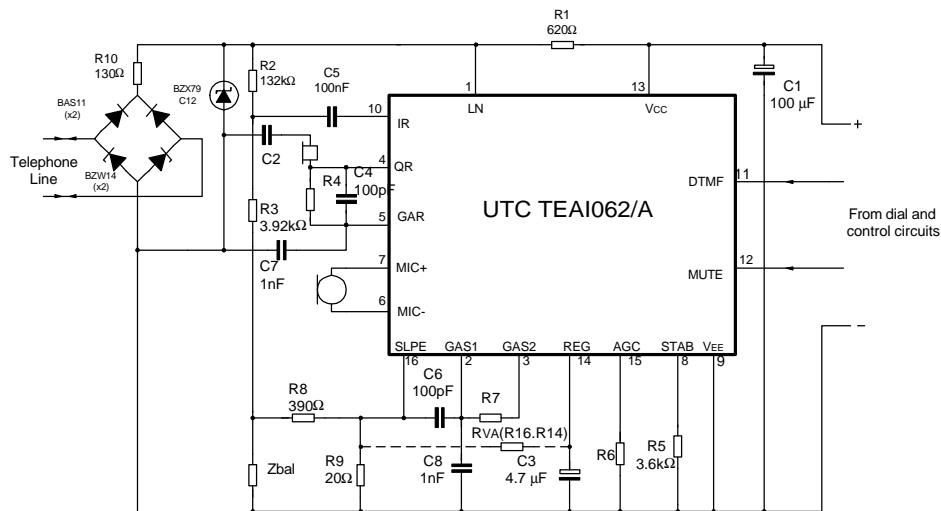 R1
620Ω
R10
130Ω
BAS11
(x2)
BZX79
C12
R2
132kΩ
C5
100nF
10
IR
1
LN
13
VCC
C1
100 µF
+
Telephone
Line
BZW14
(x2)
C2
4
QR
R4
C4
100pF
5
GAR
R3
3.92kΩ
C7
1nF
7
MIC+
6
MIC-
UTC TEAI062/A
DTMF
11
MUTE
12
From dial and
control circuits
−
SLPE
16
GAS1
2
GAS2
3
REG
14
AGC
15
STAB
8
VEE
9
C6
100pF
R8
390Ω
R7
RVA(R16.R14)
Zbal
R9
20Ω
C8
1nF
C3
4.7 µF
R6
R5
3.6kΩ